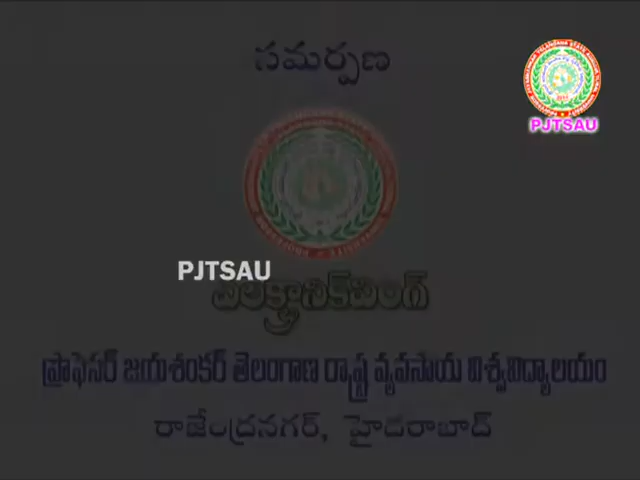 సమర్పణ
PJTSAU
PJTSAU
ఎలక్ట్రానిక్‌వింగ్
ప్రొఫెసర్ జయశంకర్ తెలంగాణ రాష్ట్ర వ్యవసాయ విశ్వవిద్యాలయం
రాజేంద్రనగర్, హైదరాబాద్